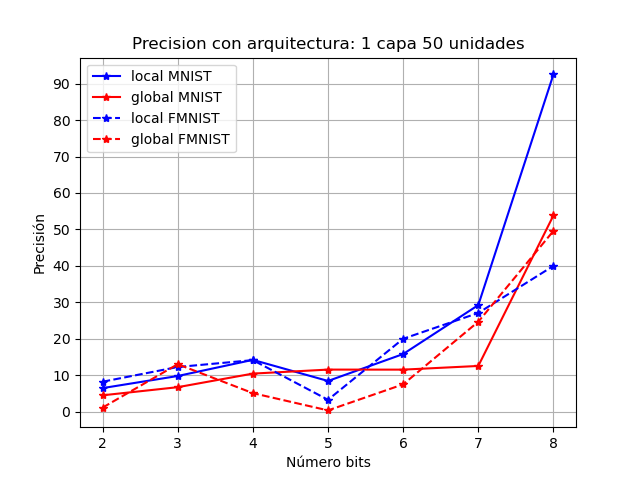 Precision con arquitectura: 1 capa 50 unidades
local MNIST
global MNIST
local FMNIST
global FMNIST
Precisión
90
80
70
60
50
40
30
20
10
0
2 3 4 5 6 7 8
Número bits